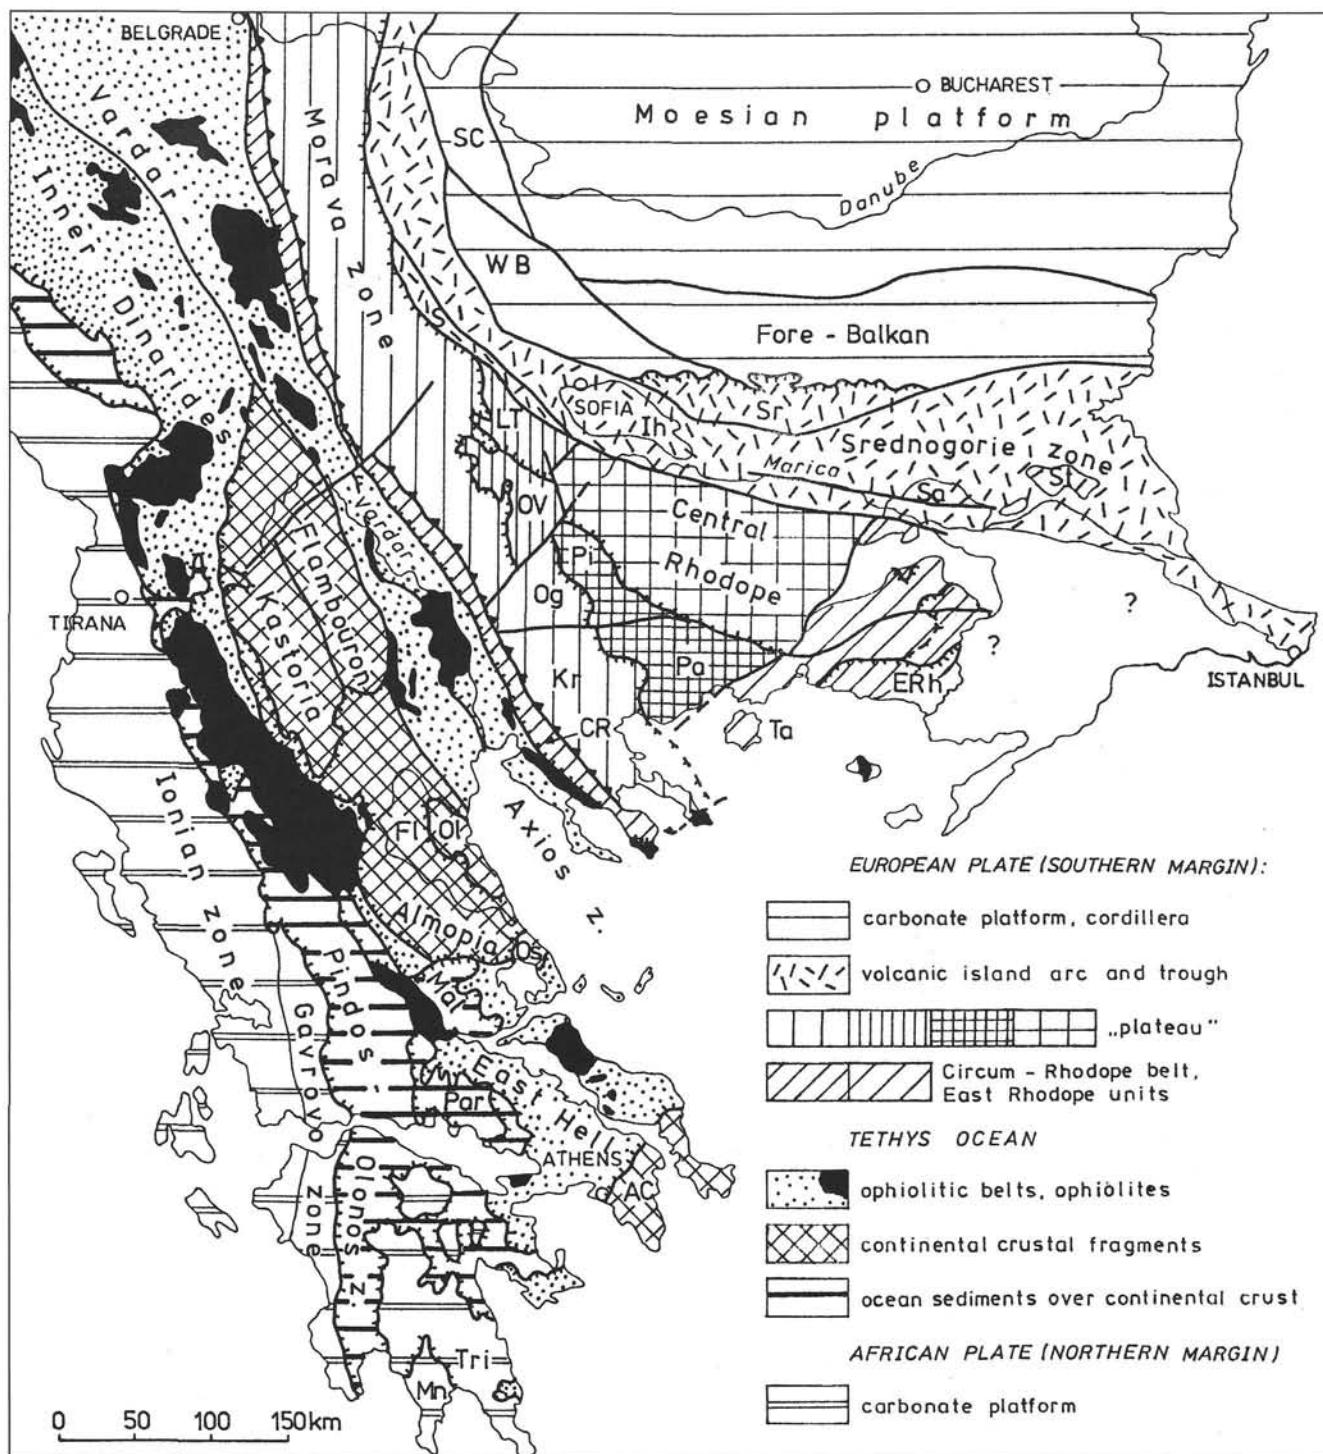 BELGRADE
BUCHAREST
Moesian platform
Danube
SC
WB
Fore - Balkan
Vardar -
Inner
Dinarides
Morava zone
S
SOFIA
Ih
Sr
Srednogorie zone
Marica
Sa
St
LT
OV
Central
Rhodope
Pi
Og
Pa
Kr
CR
ERh
Ta
?
?
ISTANBUL
F
Vardar
Flambouron
Kastoria
A
TIRANA
Ionian zone
Fl
Ol
Axios z.
Almopia
Os
Mal
Pindos -
Gavrovo zone
East Hell
Par
ATHENS
AC
Olonos z.
Tri
Mn
EUROPEAN PLATE (SOUTHERN MARGIN):
carbonate platform, cordillera
volcanic island arc and trough
„plateau”
Circum - Rhodope belt,
East Rhodope units
TETHYS OCEAN
ophiolitic belts, ophiolites
continental crustal fragments
ocean sediments over continental crust
AFRICAN PLATE (NORTHERN MARGIN)
carbonate platform
0 50 100 150km